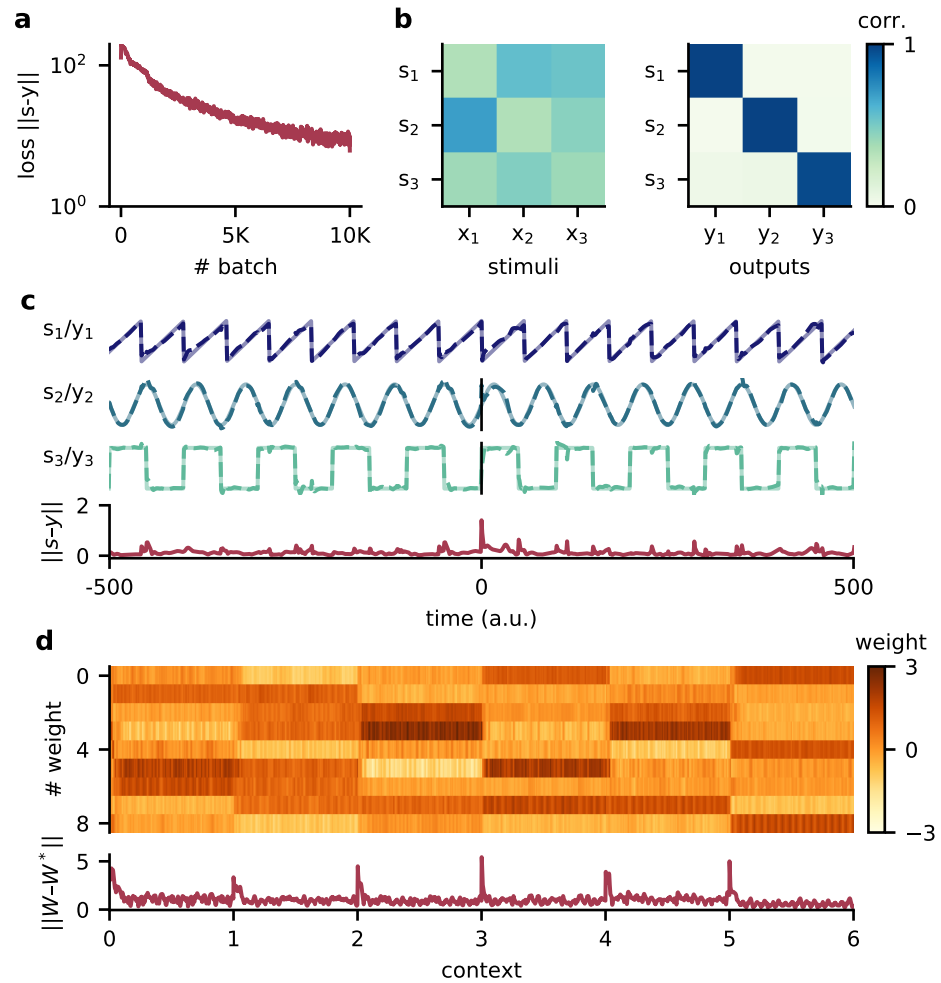 a
loss ||s-y||
10²
10⁰
0 5K 10K
# batch
b
s₁
s₂
s₃
x₁ x₂ x₃
stimuli
s₁
s₂
s₃
y₁ y₂ y₃
outputs
corr.
1
0
c
s₁/y₁
s₂/y₂
s₃/y₃
||s–y||
2
0
-500 0 500
time (a.u.)
d
# weight
0
4
8
weight
3
0
−3
||W–W*||
5
0
0 1 2 3 4 5 6
context